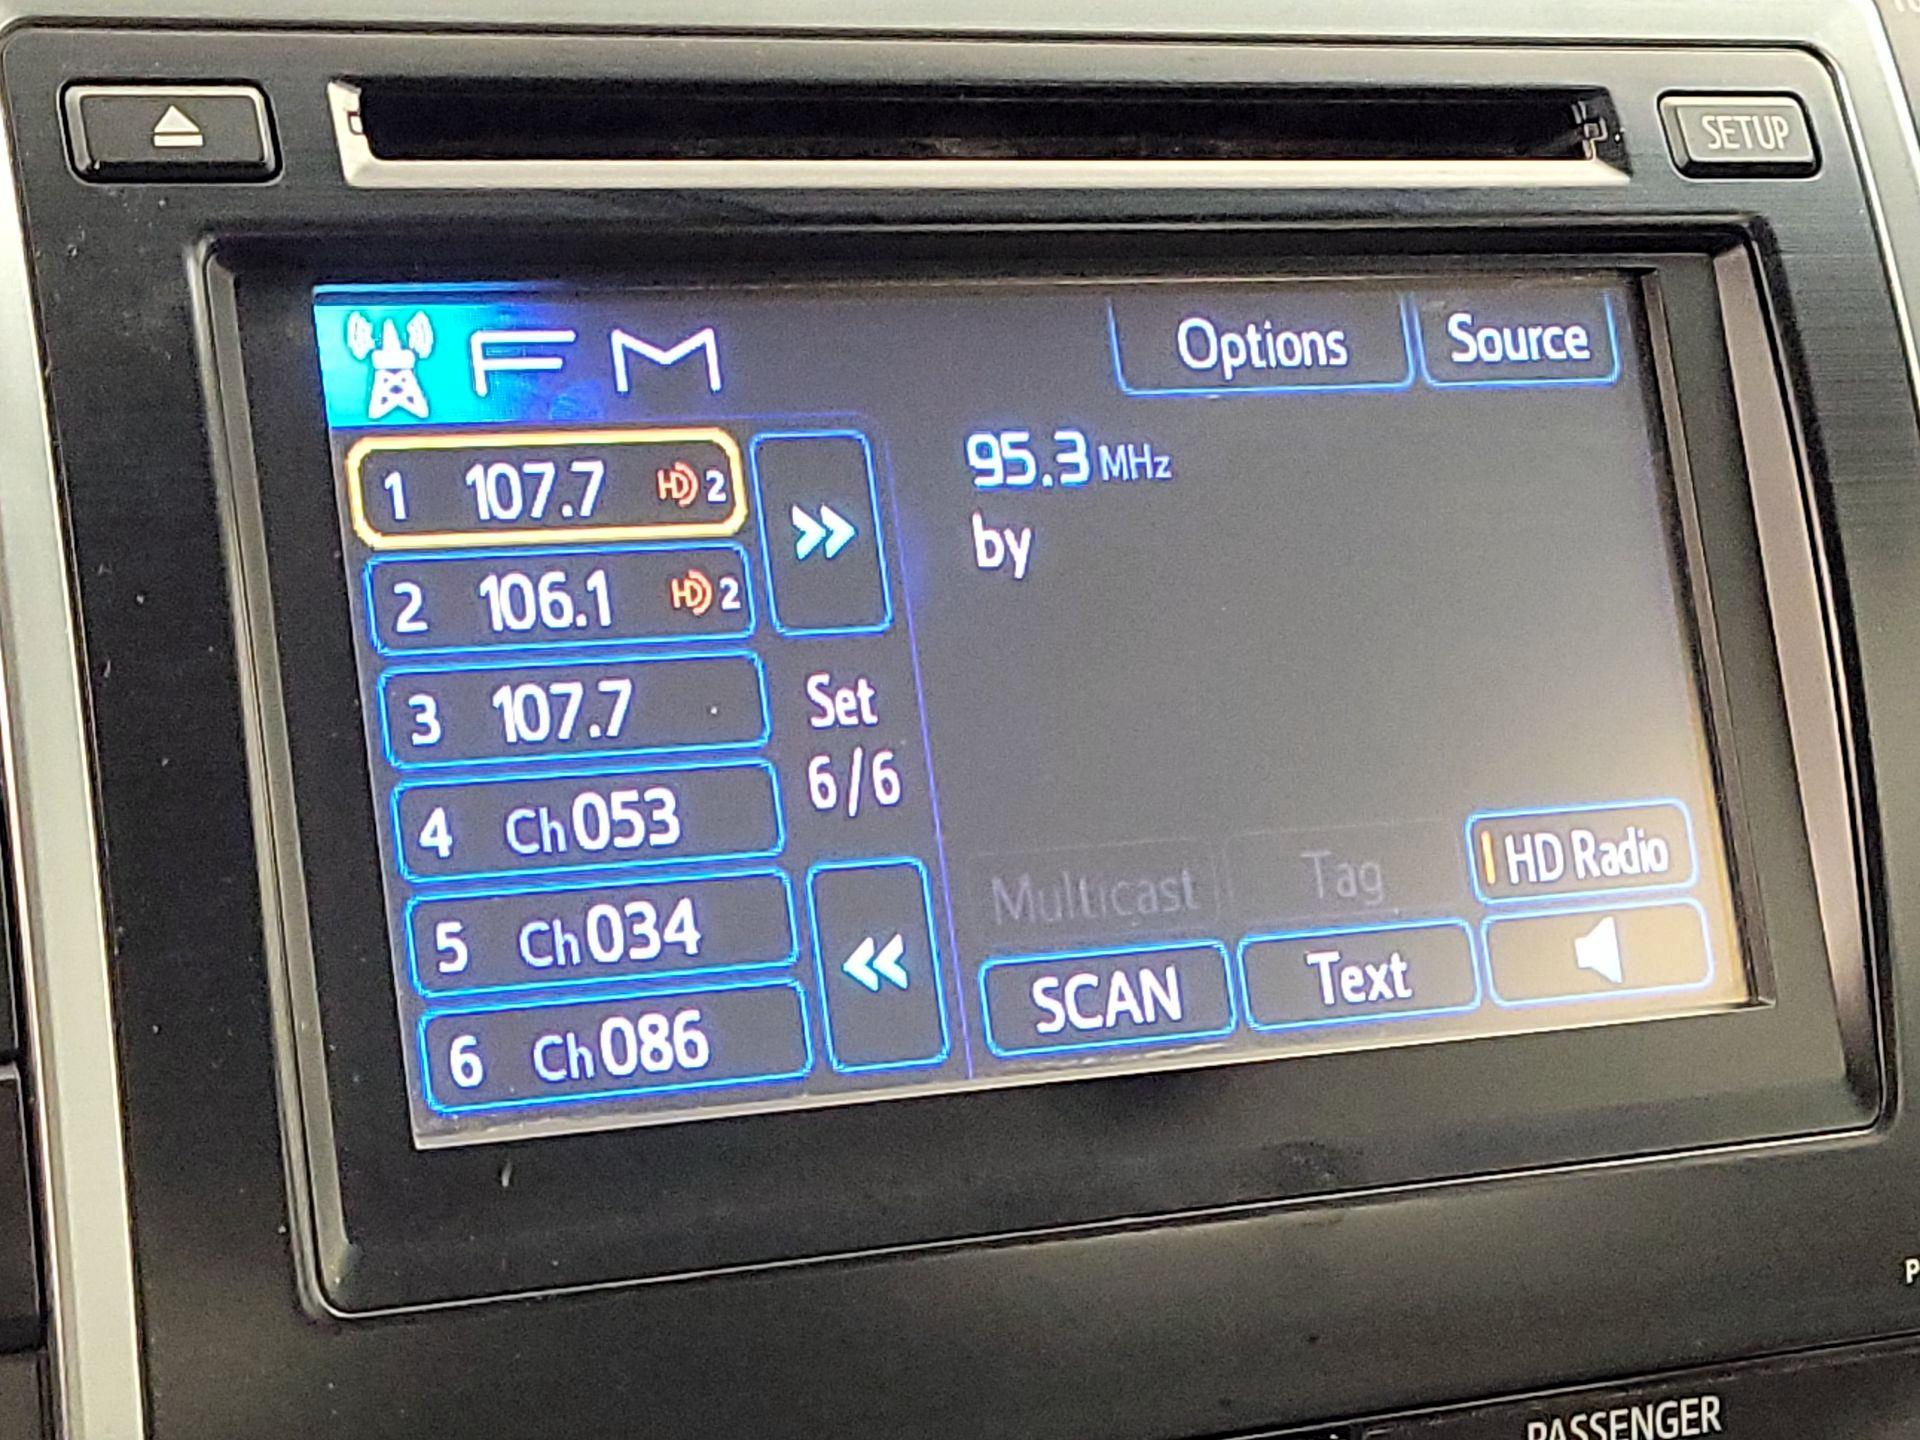 SETUP
FM
Options
Source
1 107.7 HD 2
2 106.1 HD 2
3 107.7
4 Ch 053
5 Ch 034
6 Ch 086
Set
6/6
95.3 MHz
by
Multicast
Tag
HD Radio
SCAN
Text
PASSENGER